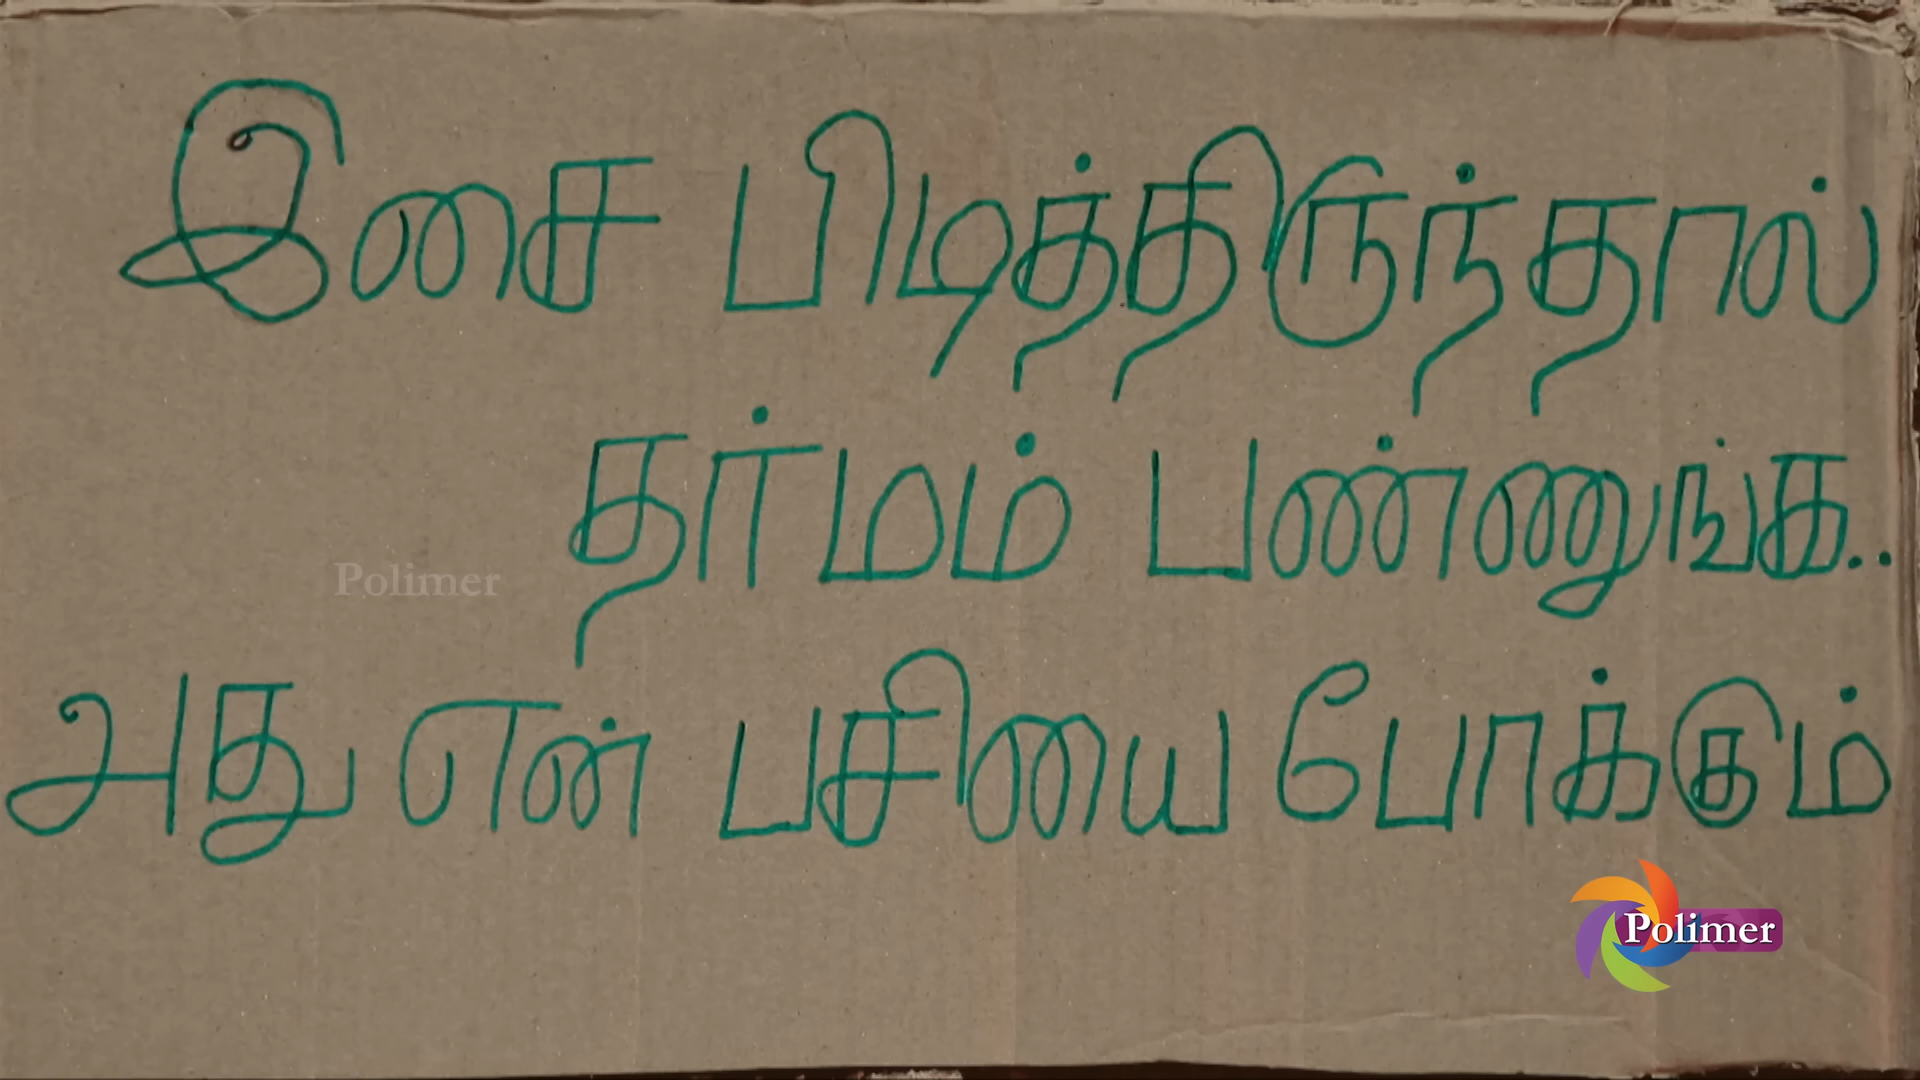 இசை பிடித்திருந்தால்
தர்மம் பண்ணுங்க..
Polimer
அது என் பசியை போக்கும்
Polimer